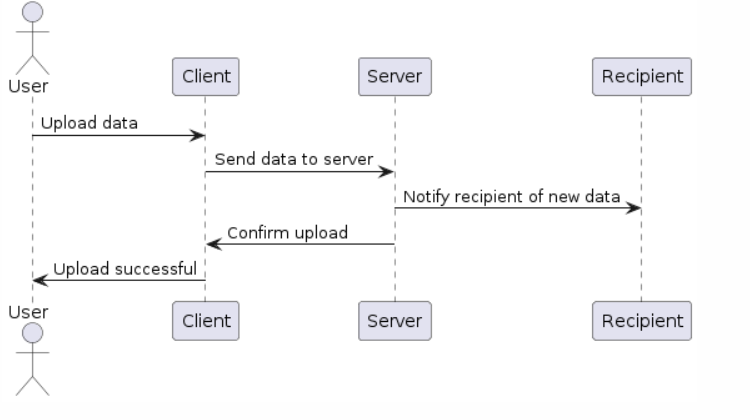 User
Client
Server
Recipient
Upload data
Send data to server
Notify recipient of new data
Confirm upload
Upload successful
User
Client
Server
Recipient